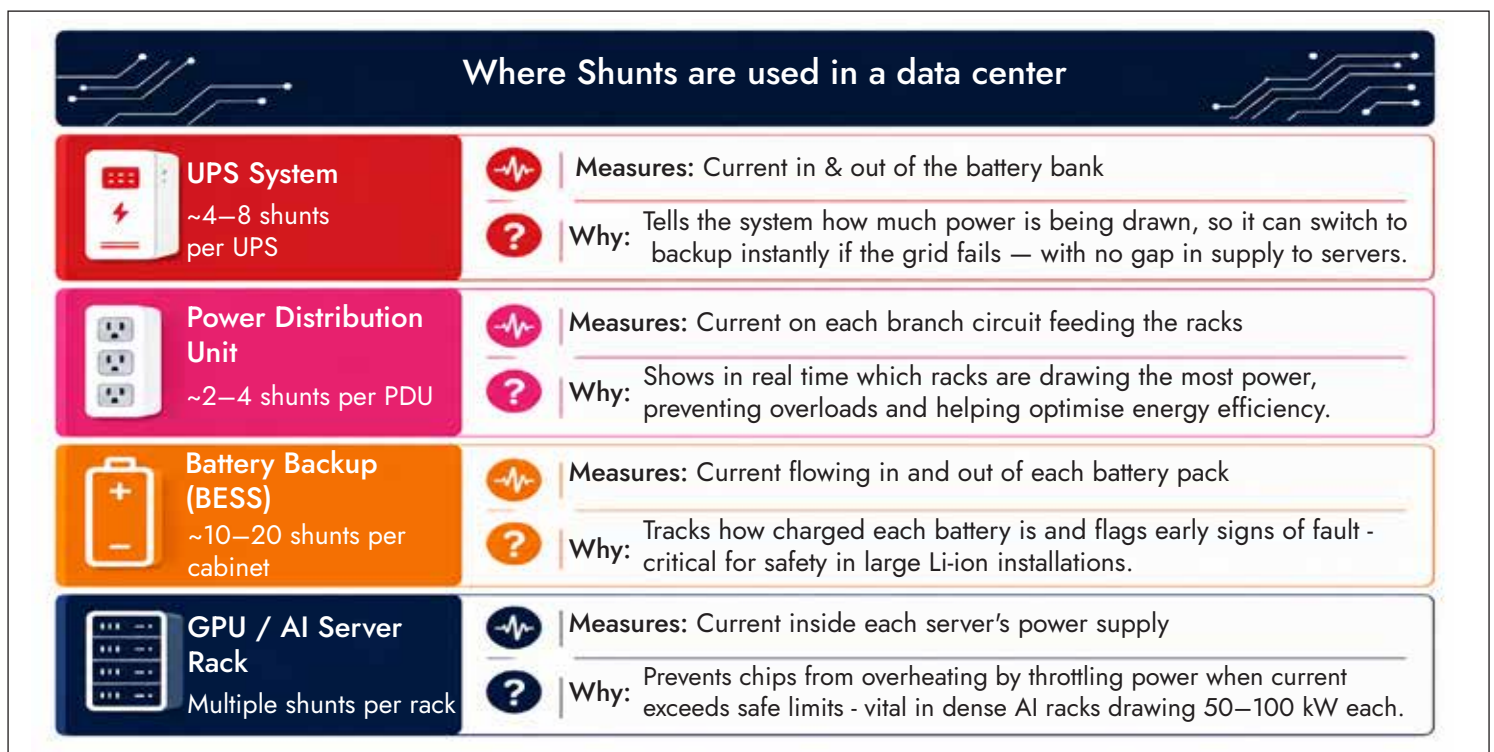 Where Shunts are used in a data center
UPS System
~4–8 shunts
per UPS
Measures: Current in & out of the battery bank
Why: Tells the system how much power is being drawn, so it can switch to
backup instantly if the grid fails — with no gap in supply to servers.
Power Distribution
Unit
~2–4 shunts per PDU
Measures: Current on each branch circuit feeding the racks
Why: Shows in real time which racks are drawing the most power,
preventing overloads and helping optimise energy efficiency.
Battery Backup
(BESS)
~10–20 shunts per
cabinet
Measures: Current flowing in and out of each battery pack
Why: Tracks how charged each battery is and flags early signs of fault -
critical for safety in large Li-ion installations.
GPU / AI Server
Rack
Multiple shunts per rack
Measures: Current inside each server's power supply
Why: Prevents chips from overheating by throttling power when current
exceeds safe limits - vital in dense AI racks drawing 50–100 kW each.